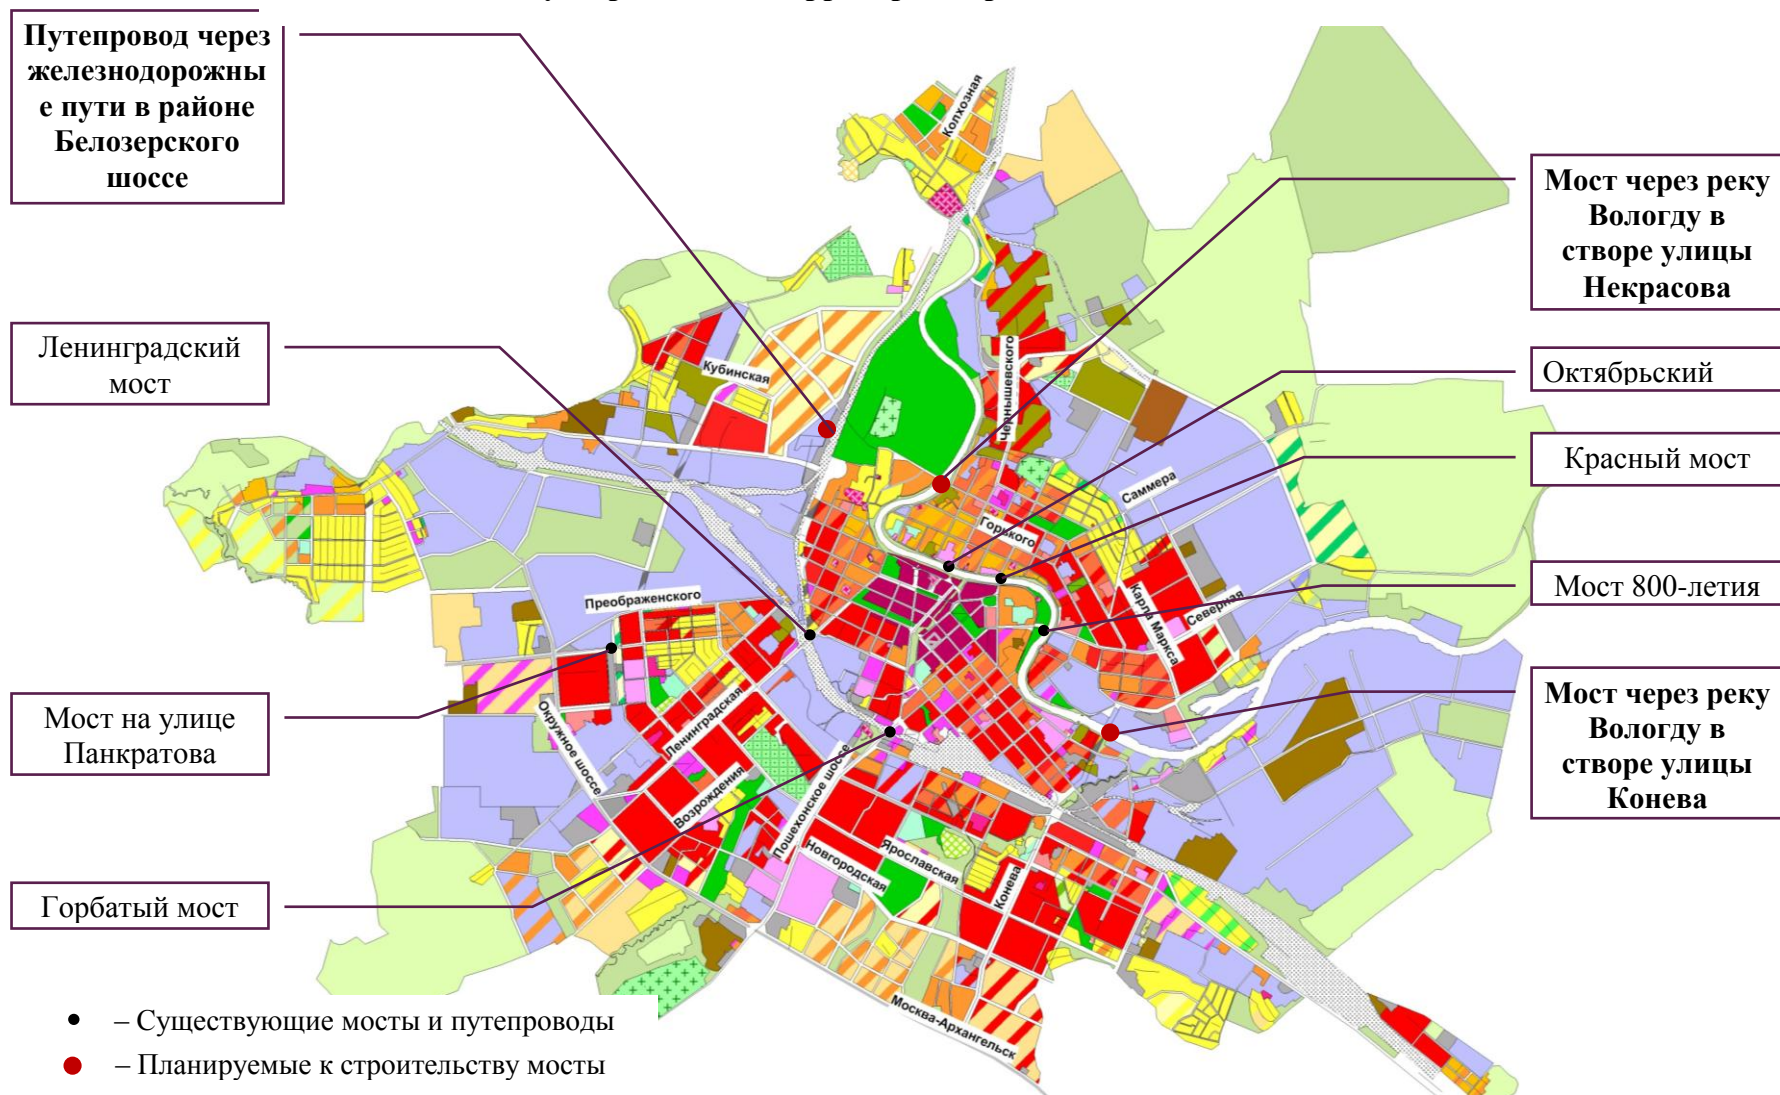 Путепровод через
железнодорожны
е пути в районе
Белозерского
шоссе
Ленинградский
мост
Мост на улице
Панкратова
Горбатый мост
Мост через реку
Вологду в
створе улицы
Некрасова
Октябрьский
Красный мост
Мост 800-летия
Мост через реку
Вологду в
створе улицы
Конева
Колхозная
Кубинская
Чернышевского
Саммера
Горького
Преображенского
Карла Маркса
Северная
Окружное шоссе
Ленинградская
Возрождения
Пошехонское шоссе
Новгородская
Ярославская
Конева
Москва-Архангельск
– Существующие мосты и путепроводы
– Планируемые к строительству мосты